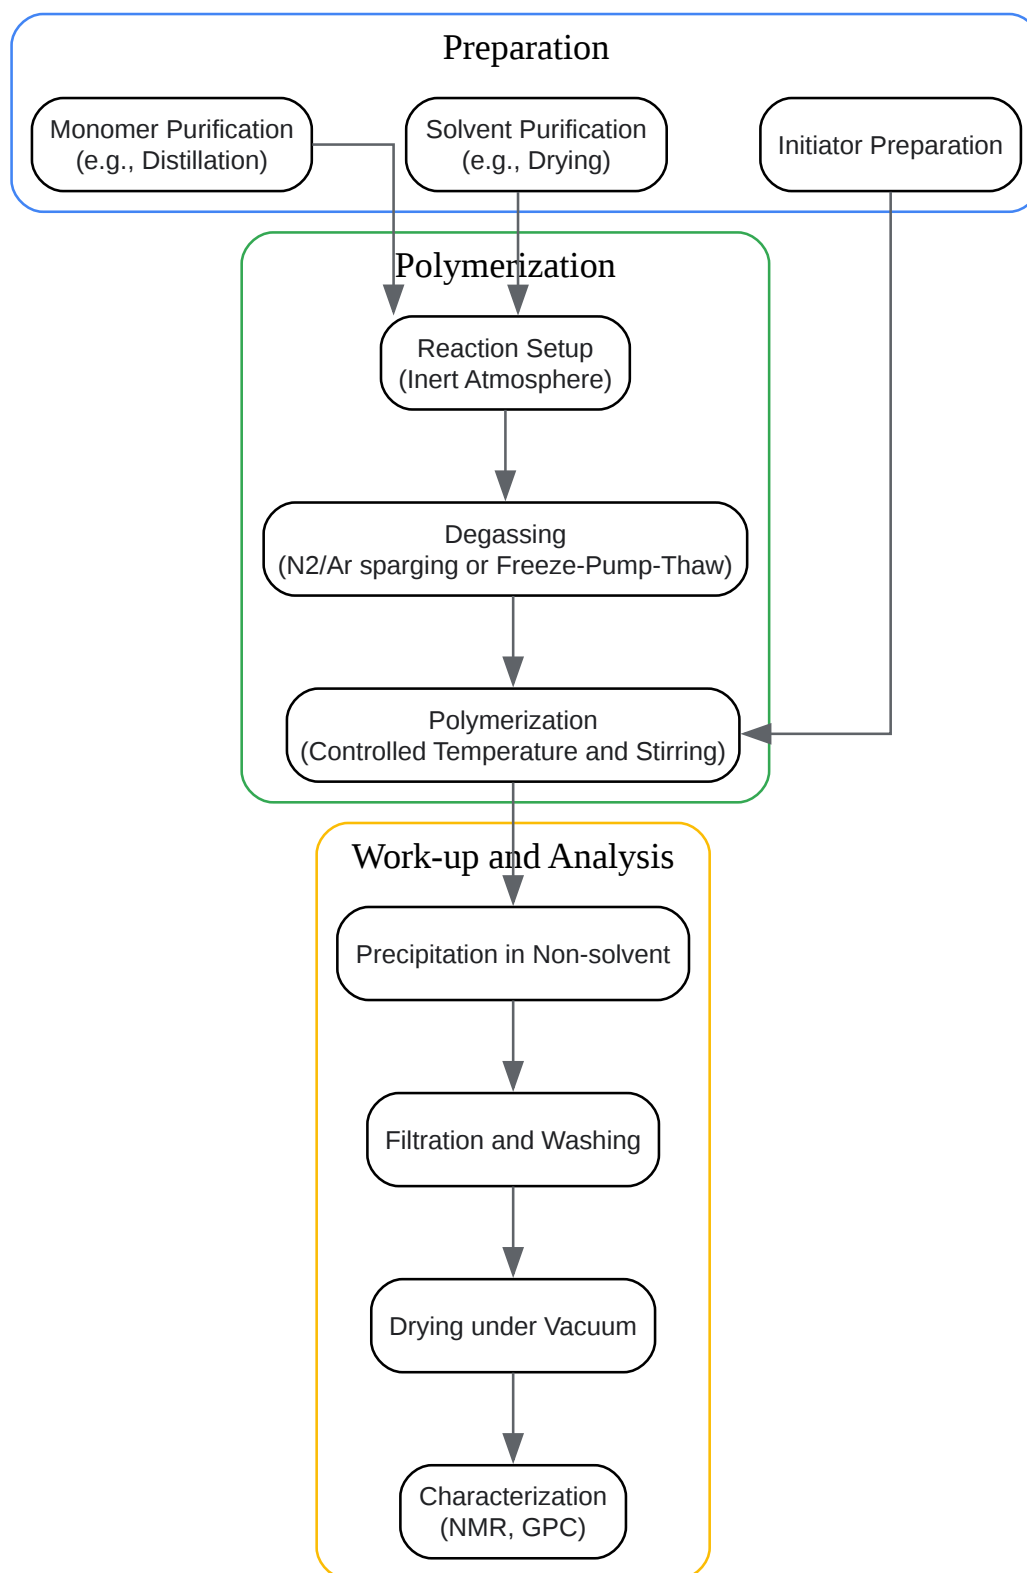 Preparation
Monomer Purification
(e.g., Distillation)
Solvent Purification
(e.g., Drying)
Initiator Preparation
Polymerization
Reaction Setup
(Inert Atmosphere)
Degassing
(N2/Ar sparging or Freeze-Pump-Thaw)
Polymerization
(Controlled Temperature and Stirring)
Work-up and Analysis
Precipitation in Non-solvent
Filtration and Washing
Drying under Vacuum
Characterization
(NMR, GPC)